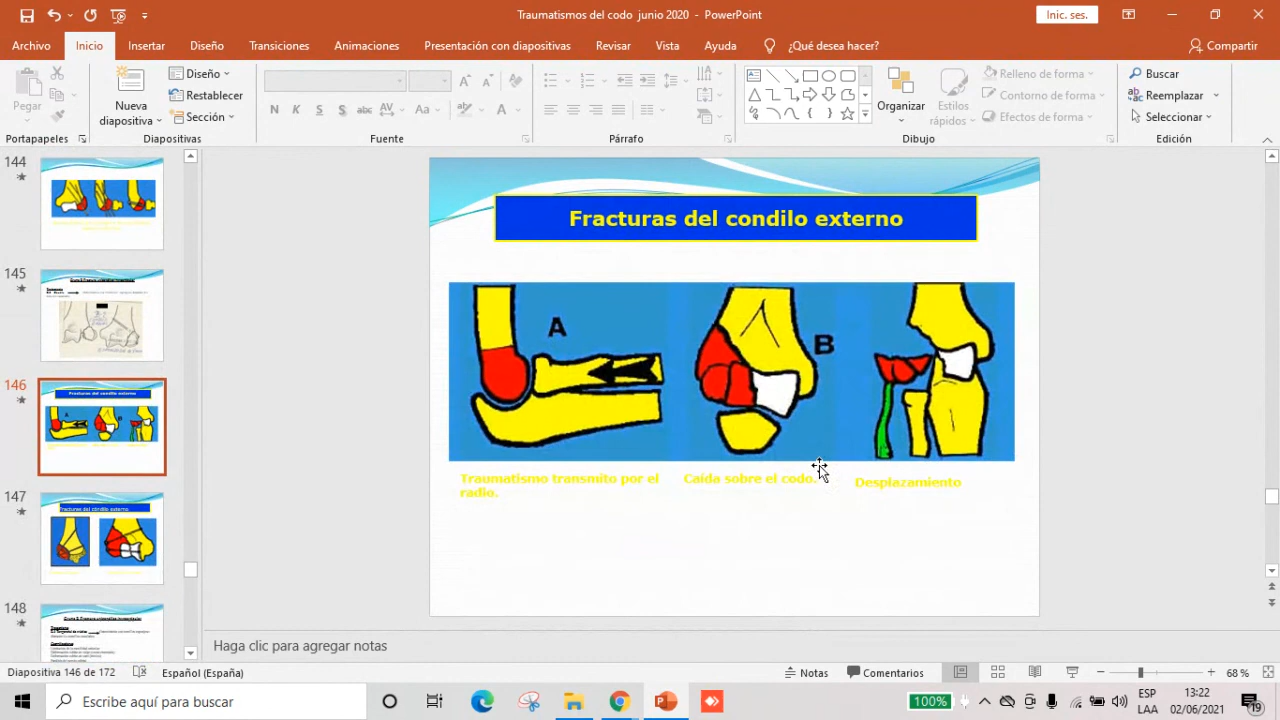 Traumatismos del codo junio 2020 - PowerPoint
Inic. ses.
Archivo Inicio Insertar Diseño Transiciones Animaciones Presentación con diapositivas Revisar Vista Ayuda ¿Qué desea hacer? Compartir
Pegar
Nueva diapositiva
Diseño
Restablecer
Sección
N K S S abc AV Aa A
Organizar
Estilos rápidos
Relleno de forma
Contorno de forma
Efectos de forma
Buscar
Reemplazar
Seleccionar
Portapapeles Diapositivas Fuente Párrafo Dibujo Edición
144
145
146
147
148
Fracturas del condilo externo
A
B
Traumatismo transmito por el
radio.
Caída sobre el codo.
Desplazamiento
Haga clic para agregar notas
Diapositiva 146 de 172 Español (España) Notas Comentarios 68 %
Escribe aquí para buscar
100%
ESP
LAA
13:22
02/06/2021
19